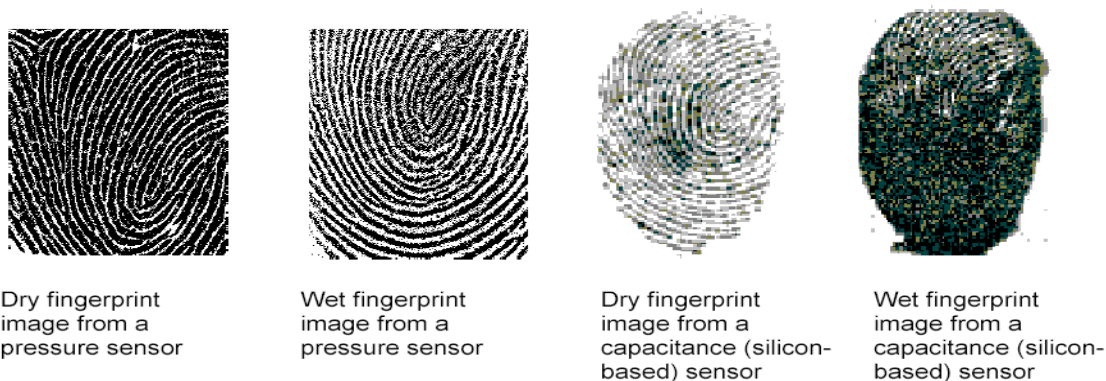 Dry fingerprint
image from a
pressure sensor
Wet fingerprint
image from a
pressure sensor
Dry fingerprint
image from a
capacitance (silicon-
based) sensor
Wet fingerprint
image from a
capacitance (silicon-
based) sensor